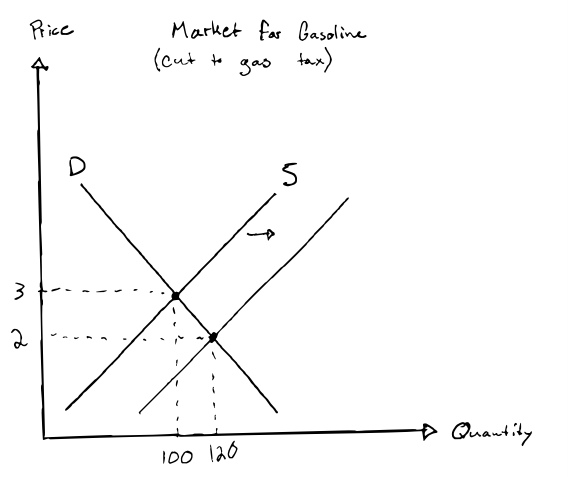 Price
Market for Gasoline
(cut to gas tax)
D
S
3
2
100
120
Quantity